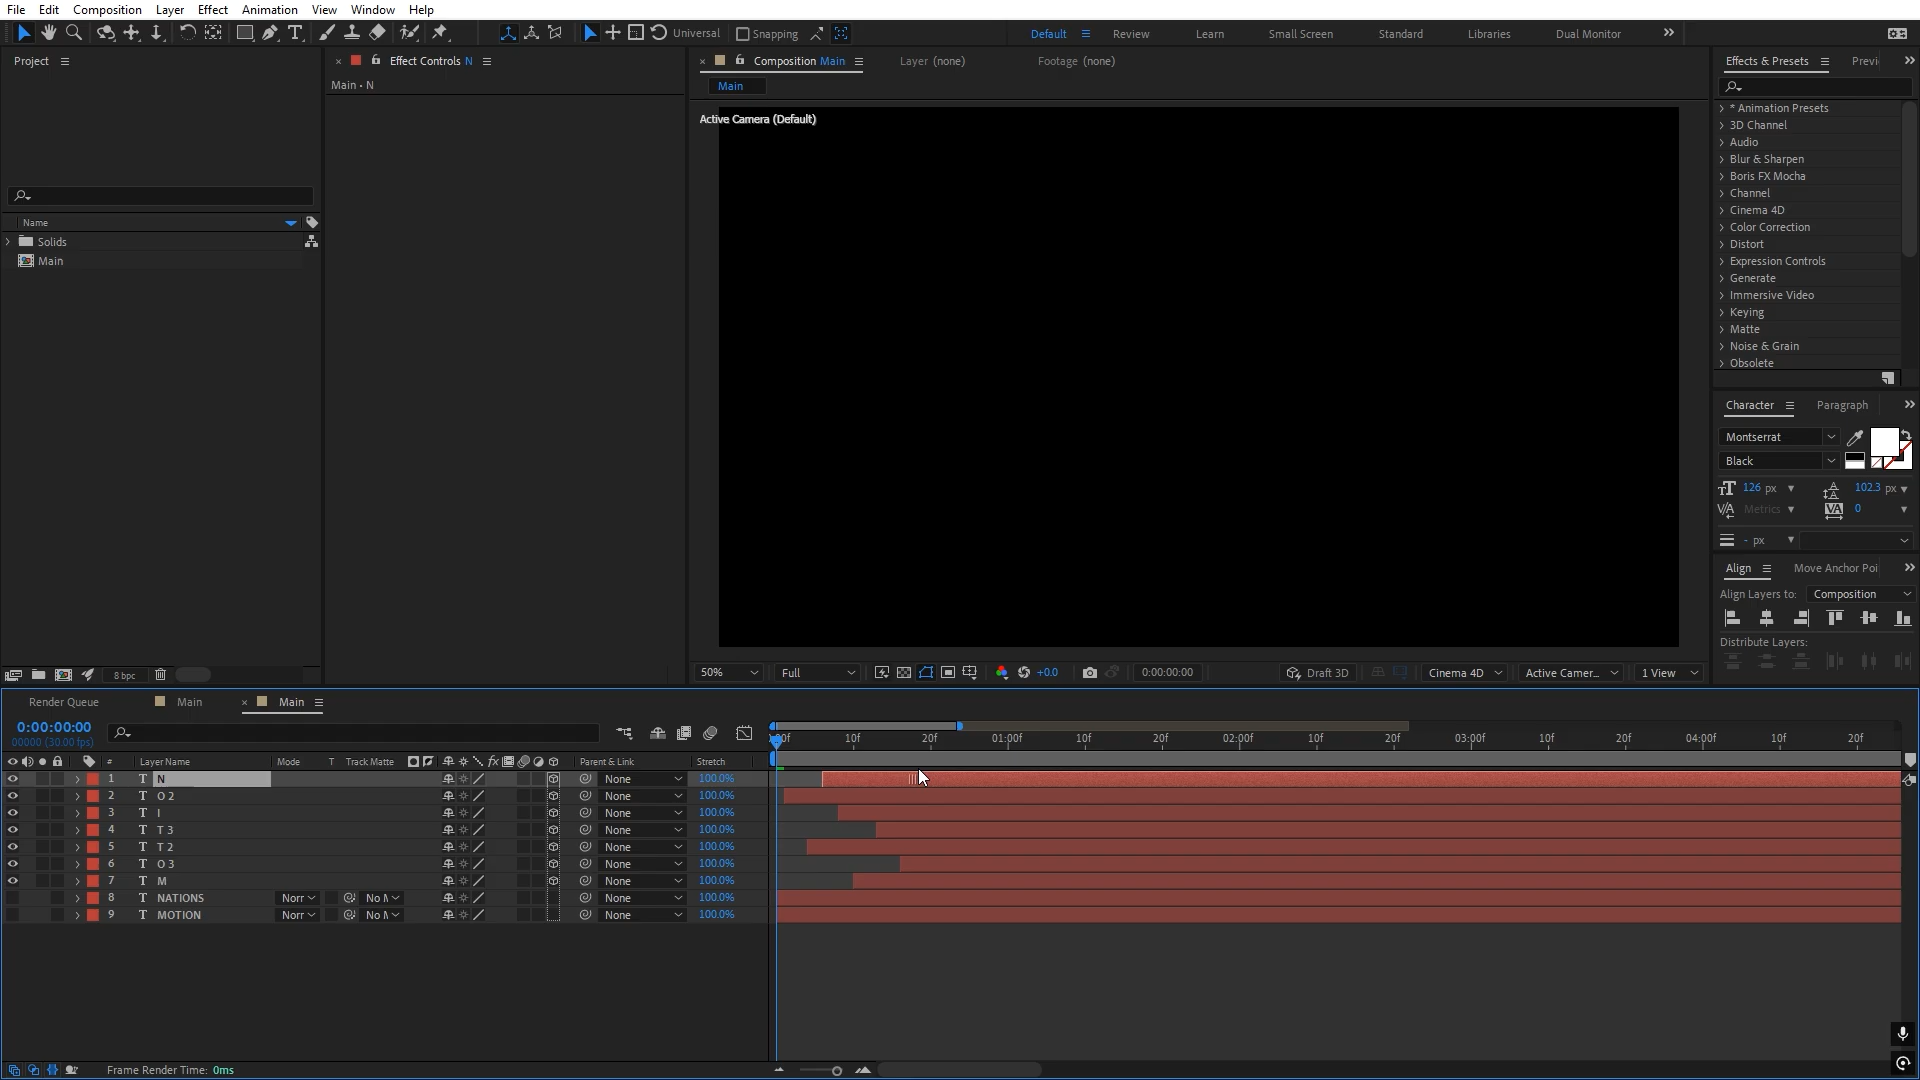 File Edit Composition Layer Effect Animation View Window Help
Universal Snapping Default Review Learn Small Screen Standard Libraries Dual Monitor
Project
Effect Controls N
Main • N
Composition Main
Layer (none)
Footage (none)
Main
Active Camera (Default)
Name
Solids
Main
8 bpc
50% Full +0.0 0:00:00:00 Draft 3D Cinema 4D Active Camer... 1 View
Effects & Presets
* Animation Presets
3D Channel
Audio
Blur & Sharpen
Boris FX Mocha
Channel
Cinema 4D
Color Correction
Distort
Expression Controls
Generate
Immersive Video
Keying
Matte
Noise & Grain
Obsolete
Character Paragraph
Montserrat
Black
126 px 102.3 px
Metrics 0
- px
Align Move Anchor Poi
Align Layers to: Composition
Distribute Layers:
Render Queue Main Main
0:00:00:00
00000 (30.00 fps)
10f 20f 01:00f 10f 20f 02:00f 10f 20f 03:00f 10f 20f 04:00f 10f 20f
# Layer Name Mode T Track Matte fx Parent & Link Stretch
1 T N None 100.0%
2 T O 2 None 100.0%
3 T I None 100.0%
4 T T 3 None 100.0%
5 T T 2 None 100.0%
6 T O 3 None 100.0%
7 T M None 100.0%
8 T NATIONS Norr None 100.0%
9 T MOTION Norr None 100.0%
Frame Render Time: 0ms